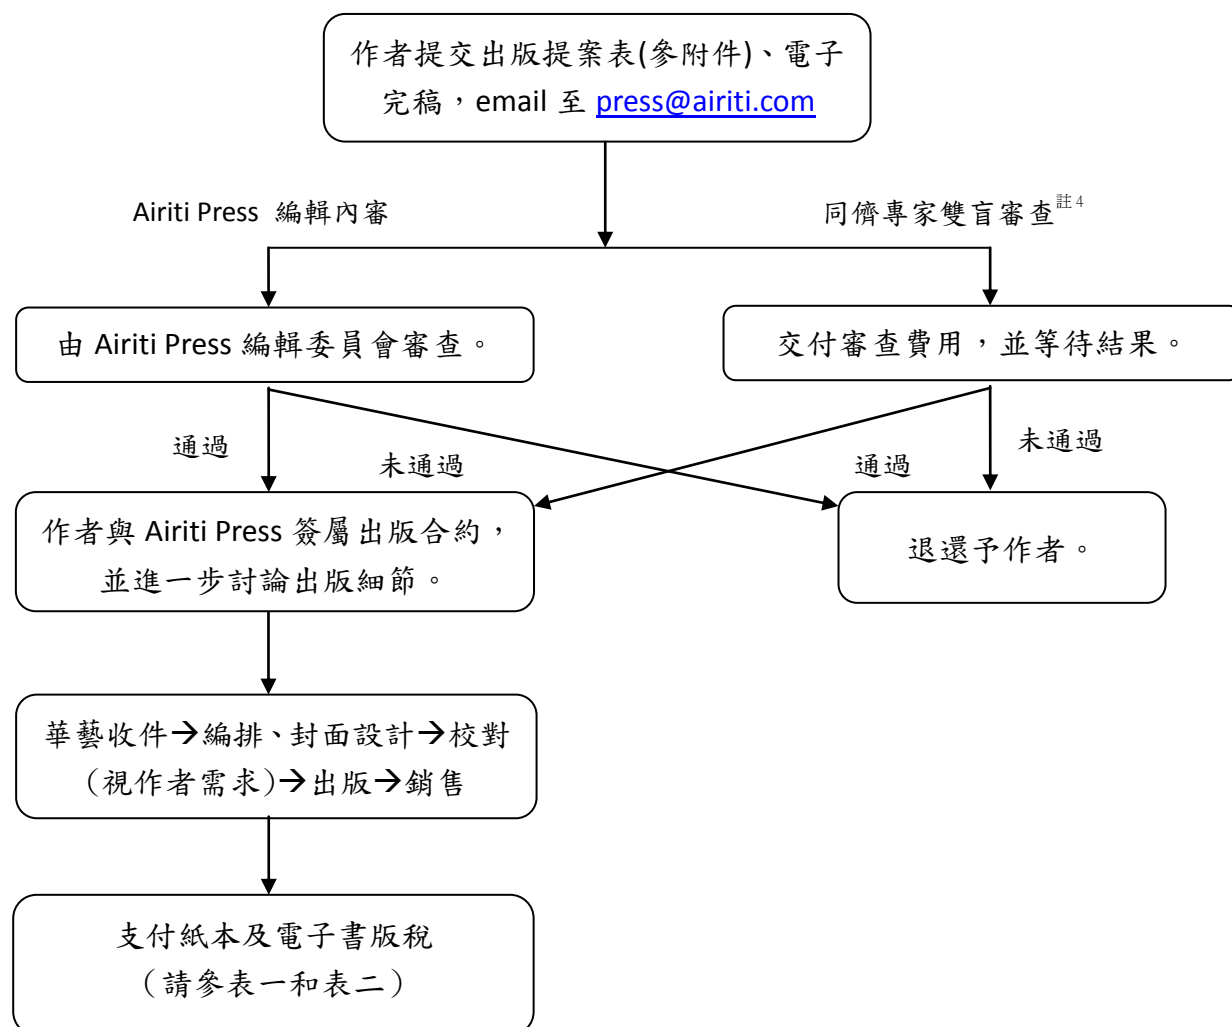 作者提交出版提案表(參附件)、電子
完稿，email 至 press@airiti.com
Airiti Press 編輯內審
同儕專家雙盲審查註4
由 Airiti Press 編輯委員會審查。
交付審查費用，並等待結果。
通過
未通過
通過
未通過
作者與 Airiti Press 簽屬出版合約，
並進一步討論出版細節。
退還予作者。
華藝收件→編排、封面設計→校對
（視作者需求）→出版→銷售
支付紙本及電子書版稅
（請參表一和表二）